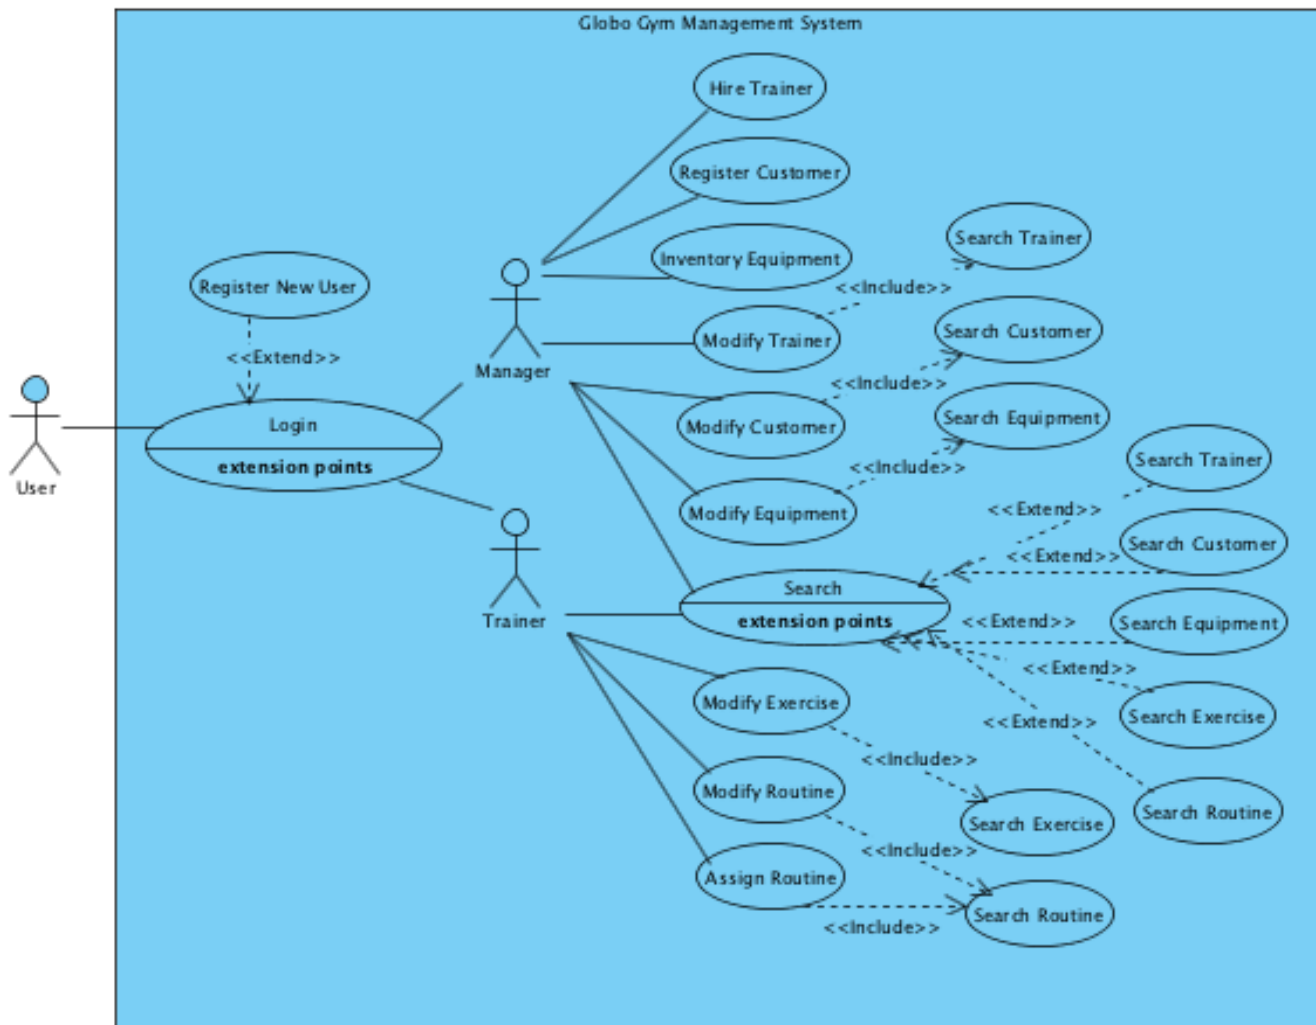 Globo Gym Management System
Hire Trainer
Register Customer
Search Trainer
Inventory Equipment
Register New User
<<Include>>
Search Customer
Modify Trainer
<<Extend>>
Manager
<<Include>>
Search Equipment
Login
Modify Customer
extension points
Search Trainer
<<Include>>
User
Modify Equipment
<<Extend>>
Search Customer
<<Extend>>
Search
Trainer
extension points
<<Extend>>
Search Equipment
<<Extend>>
Modify Exercise
Search Exercise
<<Extend>>
<<Include>>
Modify Routine
Search Routine
Search Exercise
<<Include>>
Assign Routine
Search Routine
<<Include>>